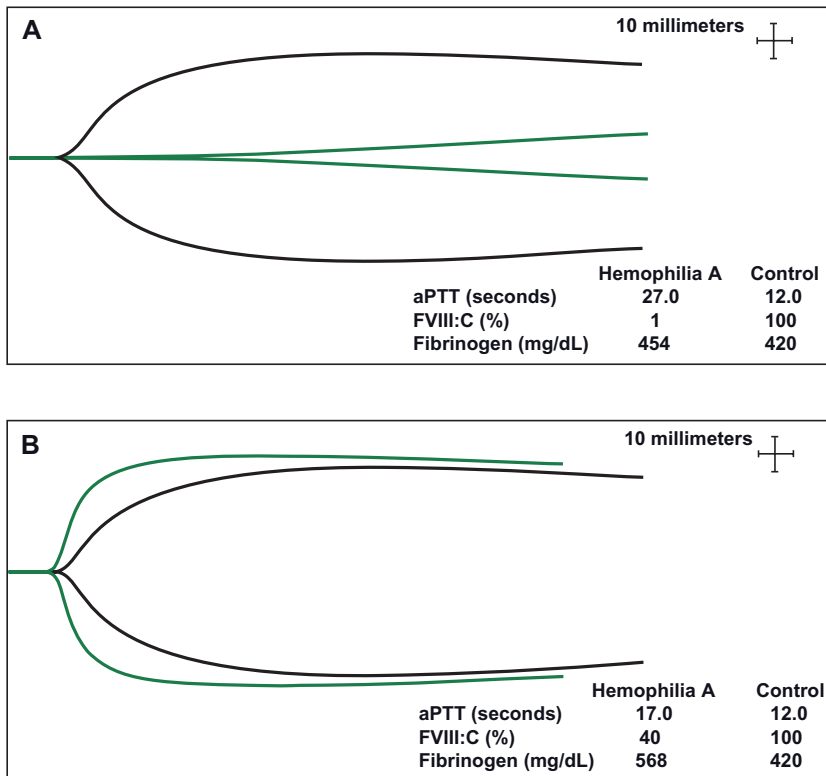 A
10 millimeters
Hemophilia A Control
aPTT (seconds) 27.0 12.0
FVIII:C (%) 1 100
Fibrinogen (mg/dL) 454 420
B
10 millimeters
Hemophilia A Control
aPTT (seconds) 17.0 12.0
FVIII:C (%) 40 100
Fibrinogen (mg/dL) 568 420